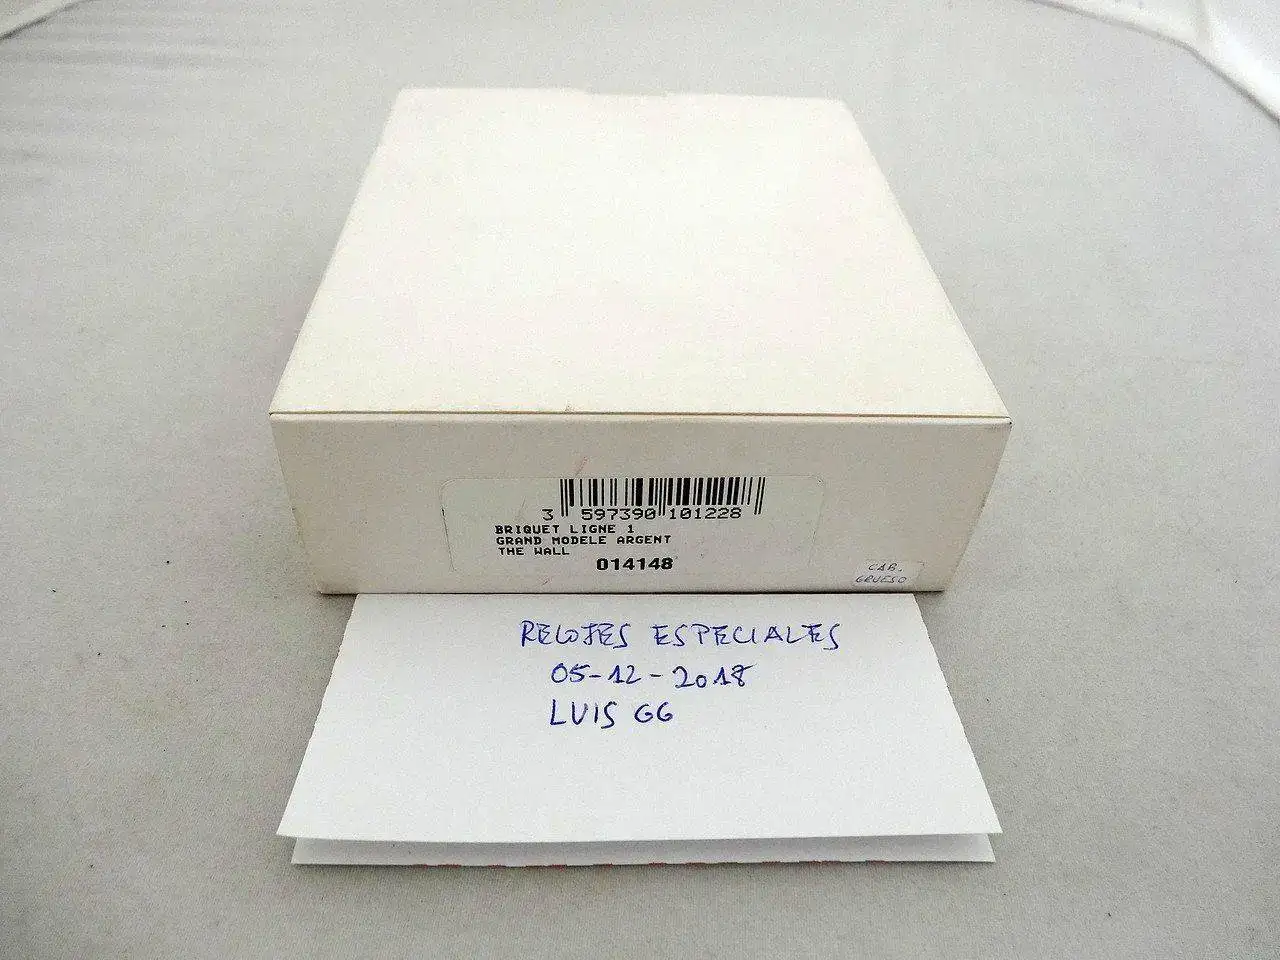 3 597390 101228
BRIQUET LIGNE 1
GRAND MODELE ARGENT
THE WALL
014148
CAB.
GRUESO
RELOJES ESPECIALES
05-12-2018
LUIS GG